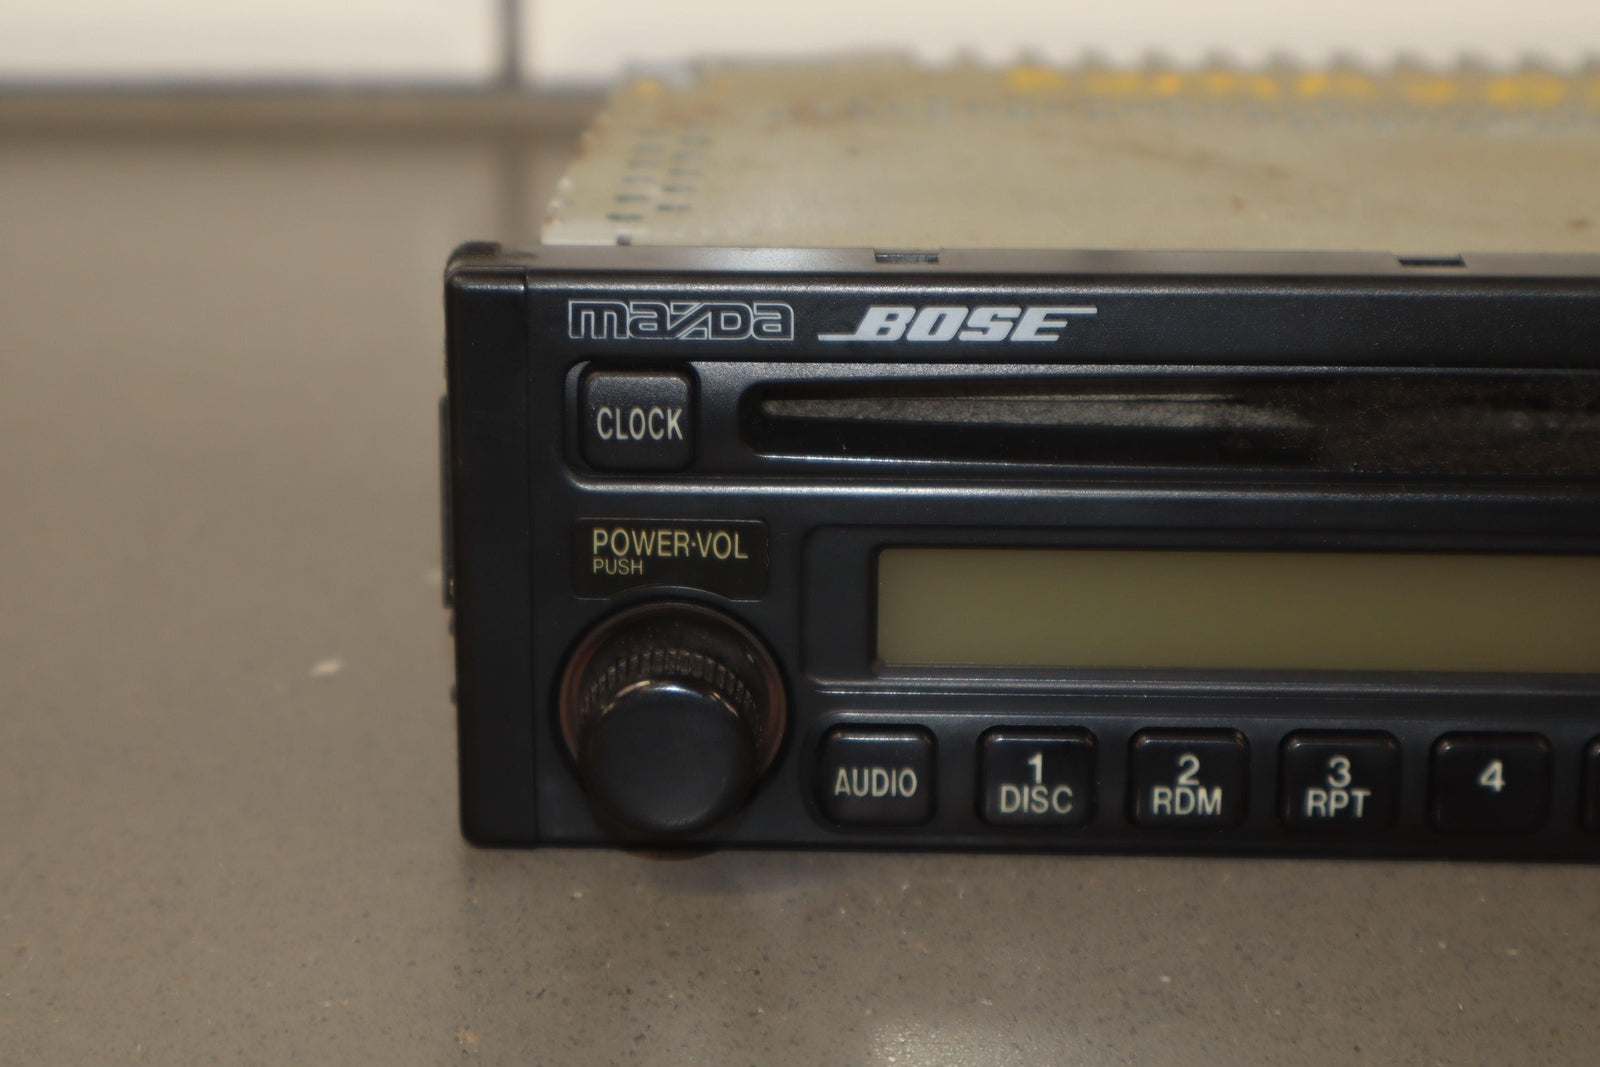 mazda BOSE
CLOCK
POWER·VOL
PUSH
AUDIO
1
DISC
2
RDM
3
RPT
4